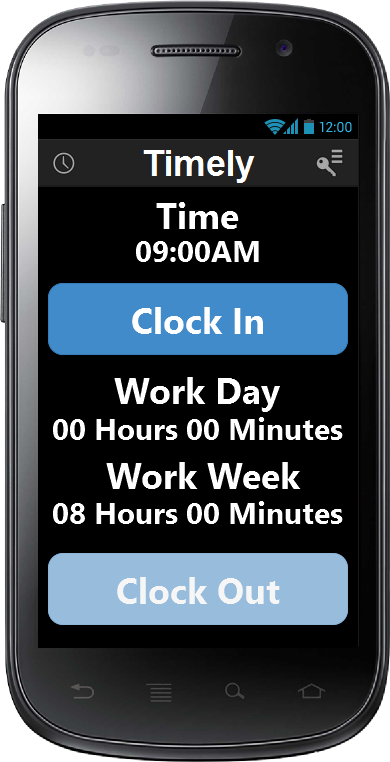 12:00
Timely
Time
09:00AM
Clock In
Work Day
00 Hours 00 Minutes
Work Week
08 Hours 00 Minutes
Clock Out